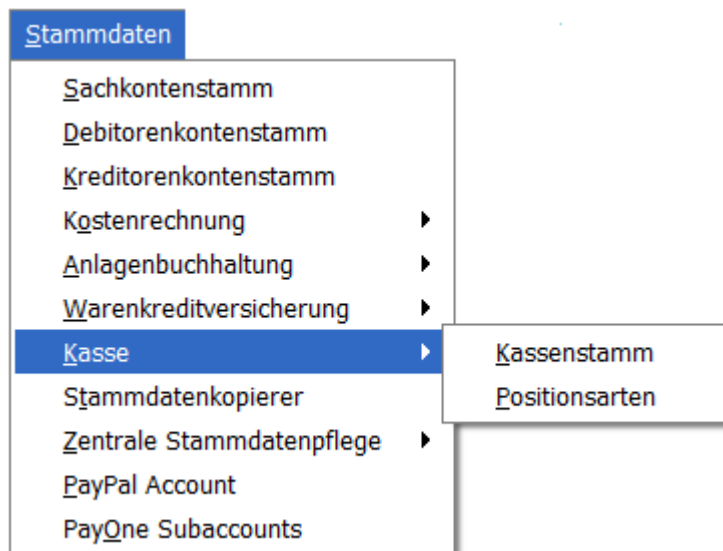 Stammdaten
Sachkontenstamm
Debitorenkontenstamm
Kreditorenkontenstamm
Kostenrechnung
Anlagenbuchhaltung
Warenkreditversicherung
Kasse
Kassenstamm
Stammdatenkopierer
Positionsarten
Zentrale Stammdatenpflege
PayPal Account
PayOne Subaccounts